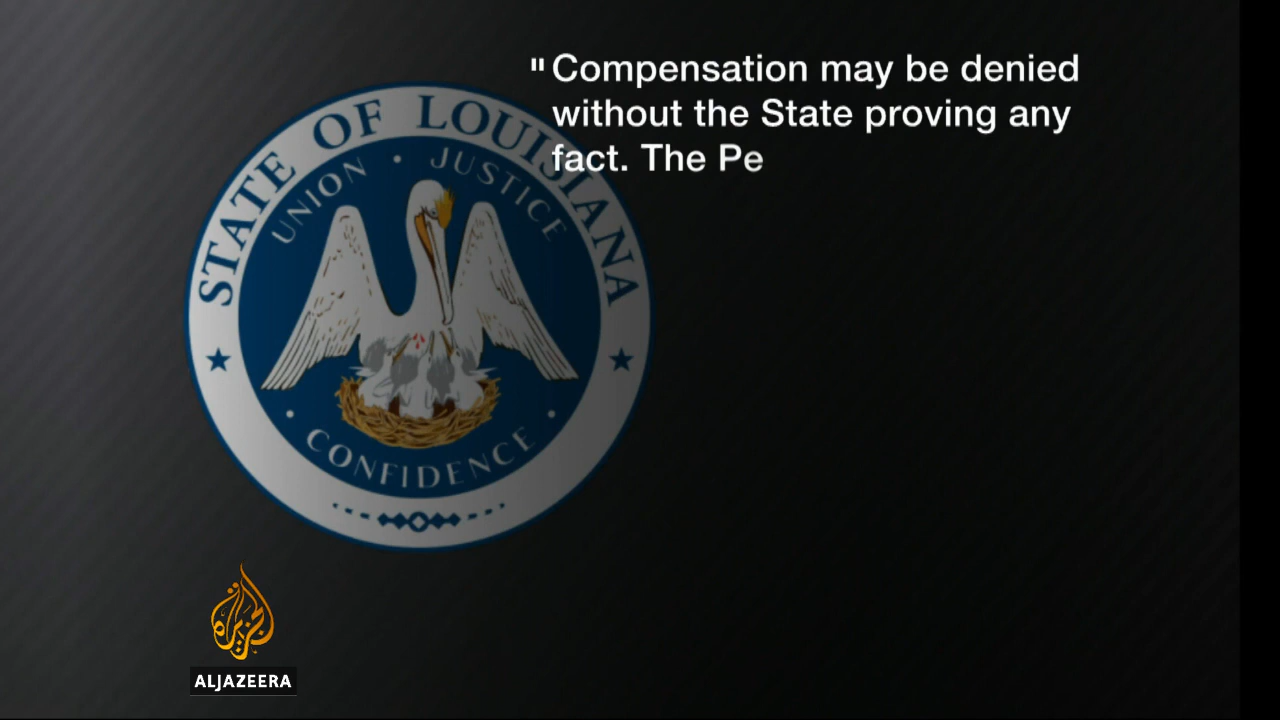 " Compensation may be denied
without the State proving any
fact. The Pe
STATE OF LOUISIANA
UNION • JUSTICE
CONFIDENCE
الجزيرة
ALJAZEERA